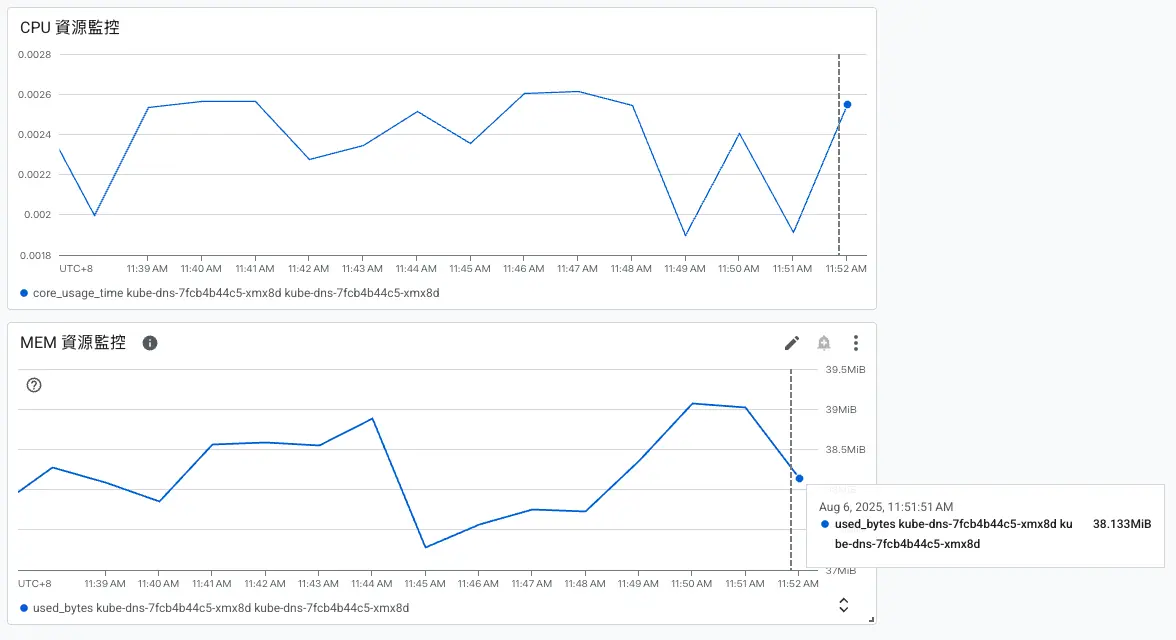 CPU 資源監控
0.0028
0.0026
0.0024
0.0022
0.002
0.0018
UTC+8 11:39 AM 11:40 AM 11:41 AM 11:42 AM 11:43 AM 11:44 AM 11:45 AM 11:46 AM 11:47 AM 11:48 AM 11:49 AM 11:50 AM 11:51 AM 11:52 AM
core_usage_time kube-dns-7fcb4b44c5-xmx8d kube-dns-7fcb4b44c5-xmx8d
MEM 資源監控
39.5MiB
39MiB
38.5MiB
Aug 6, 2025, 11:51:51 AM
used_bytes kube-dns-7fcb4b44c5-xmx8d ku 38.133MiB
be-dns-7fcb4b44c5-xmx8d
37MiB
UTC+8 11:39 AM 11:40 AM 11:41 AM 11:42 AM 11:43 AM 11:44 AM 11:45 AM 11:46 AM 11:47 AM 11:48 AM 11:49 AM 11:50 AM 11:51 AM 11:52 AM
used_bytes kube-dns-7fcb4b44c5-xmx8d kube-dns-7fcb4b44c5-xmx8d